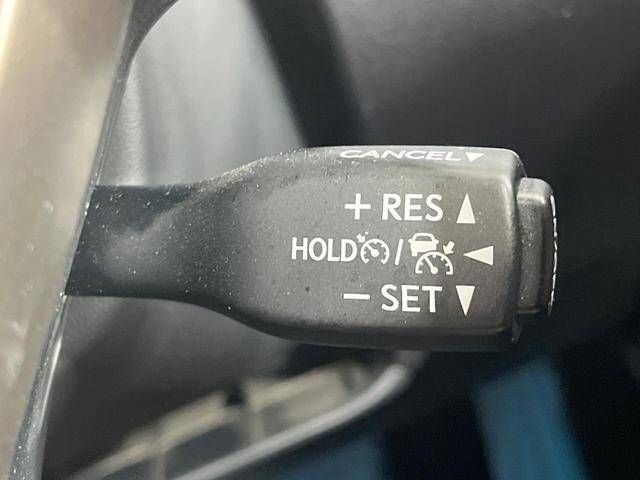 CANCEL▼
+ RES ▲
HOLD / ◀
− SET ▼